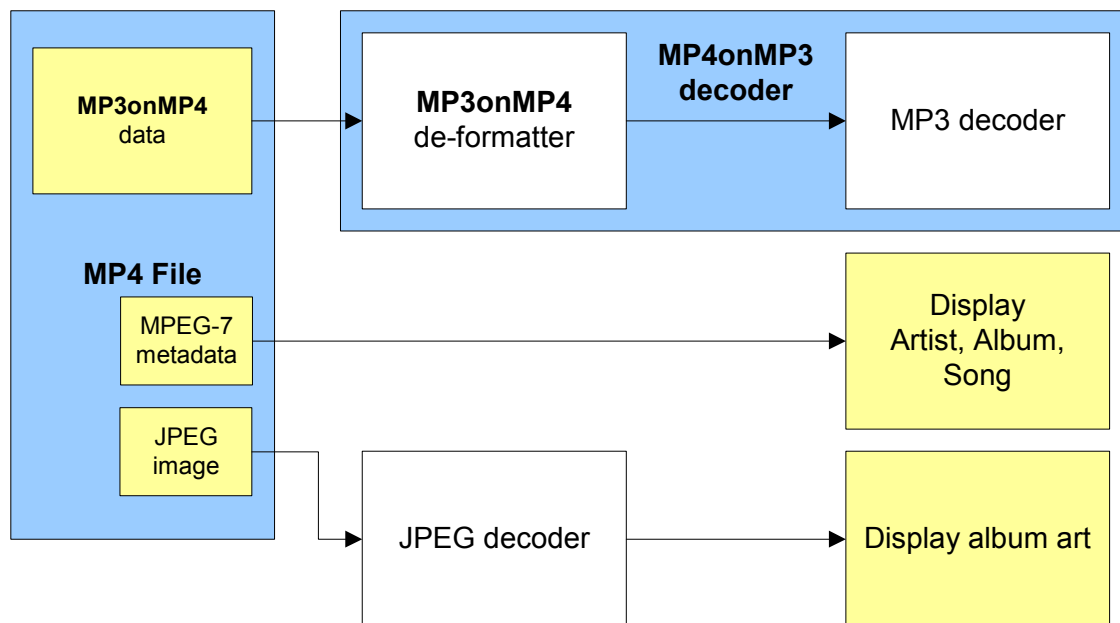 MP3onMP4
data
MP3onMP4
de-formatter
MP4onMP3
decoder
MP3 decoder
MP4 File
MPEG-7
metadata
Display
Artist, Album,
Song
JPEG
image
JPEG decoder
Display album art